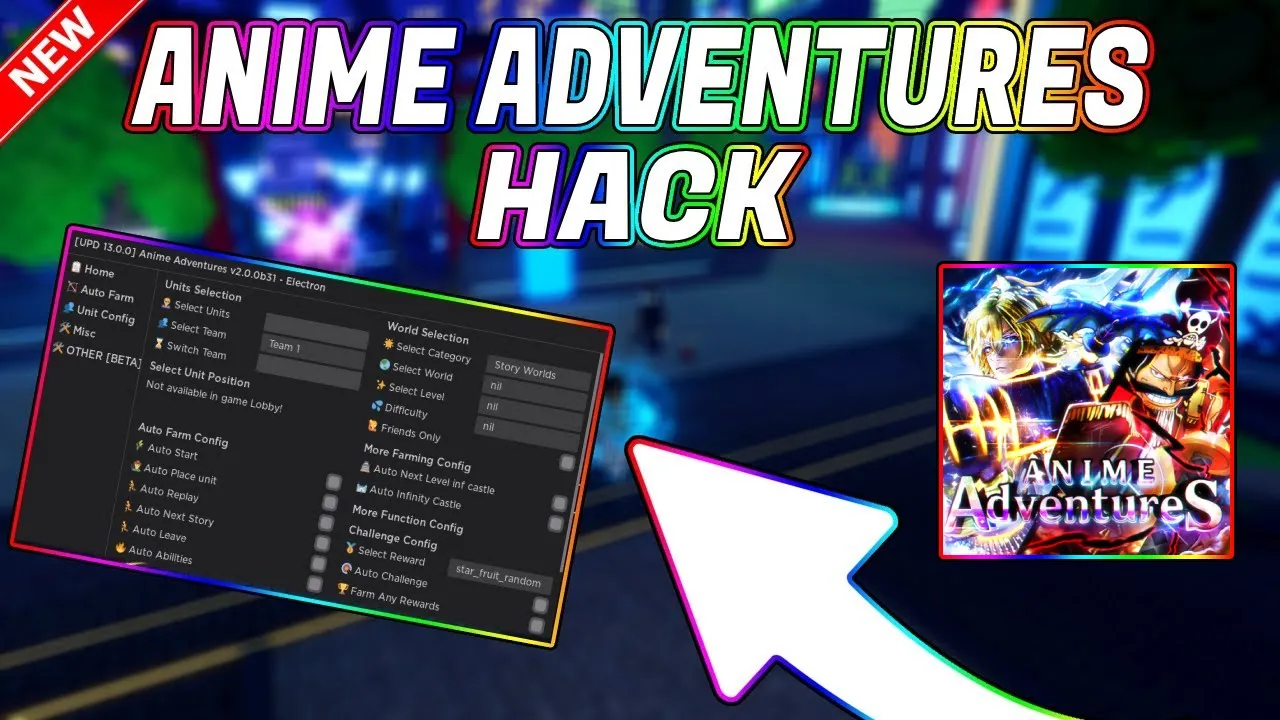 NEW
ANIME ADVENTURES
HACK
[UPD 13.0.0] Anime Adventures v2.0.0b31 - Electron
Home
Auto Farm
Unit Config
Misc
OTHER [BETA]
Units Selection
Select Units
Select Team
Team 1
Switch Team
Select Unit Position
Not available in game Lobby!
Auto Farm Config
Auto Start
Auto Place unit
Auto Replay
Auto Next Story
Auto Leave
Auto Abilities
World Selection
Select Category
Story Worlds
Select World
nil
Select Level
nil
Difficulty
nil
Friends Only
More Farming Config
Auto Next Level inf castle
Auto Infinity Castle
More Function Config
Challenge Config
Select Reward
star_fruit_random
Auto Challenge
Farm Any Rewards
ANIME
AdventureS